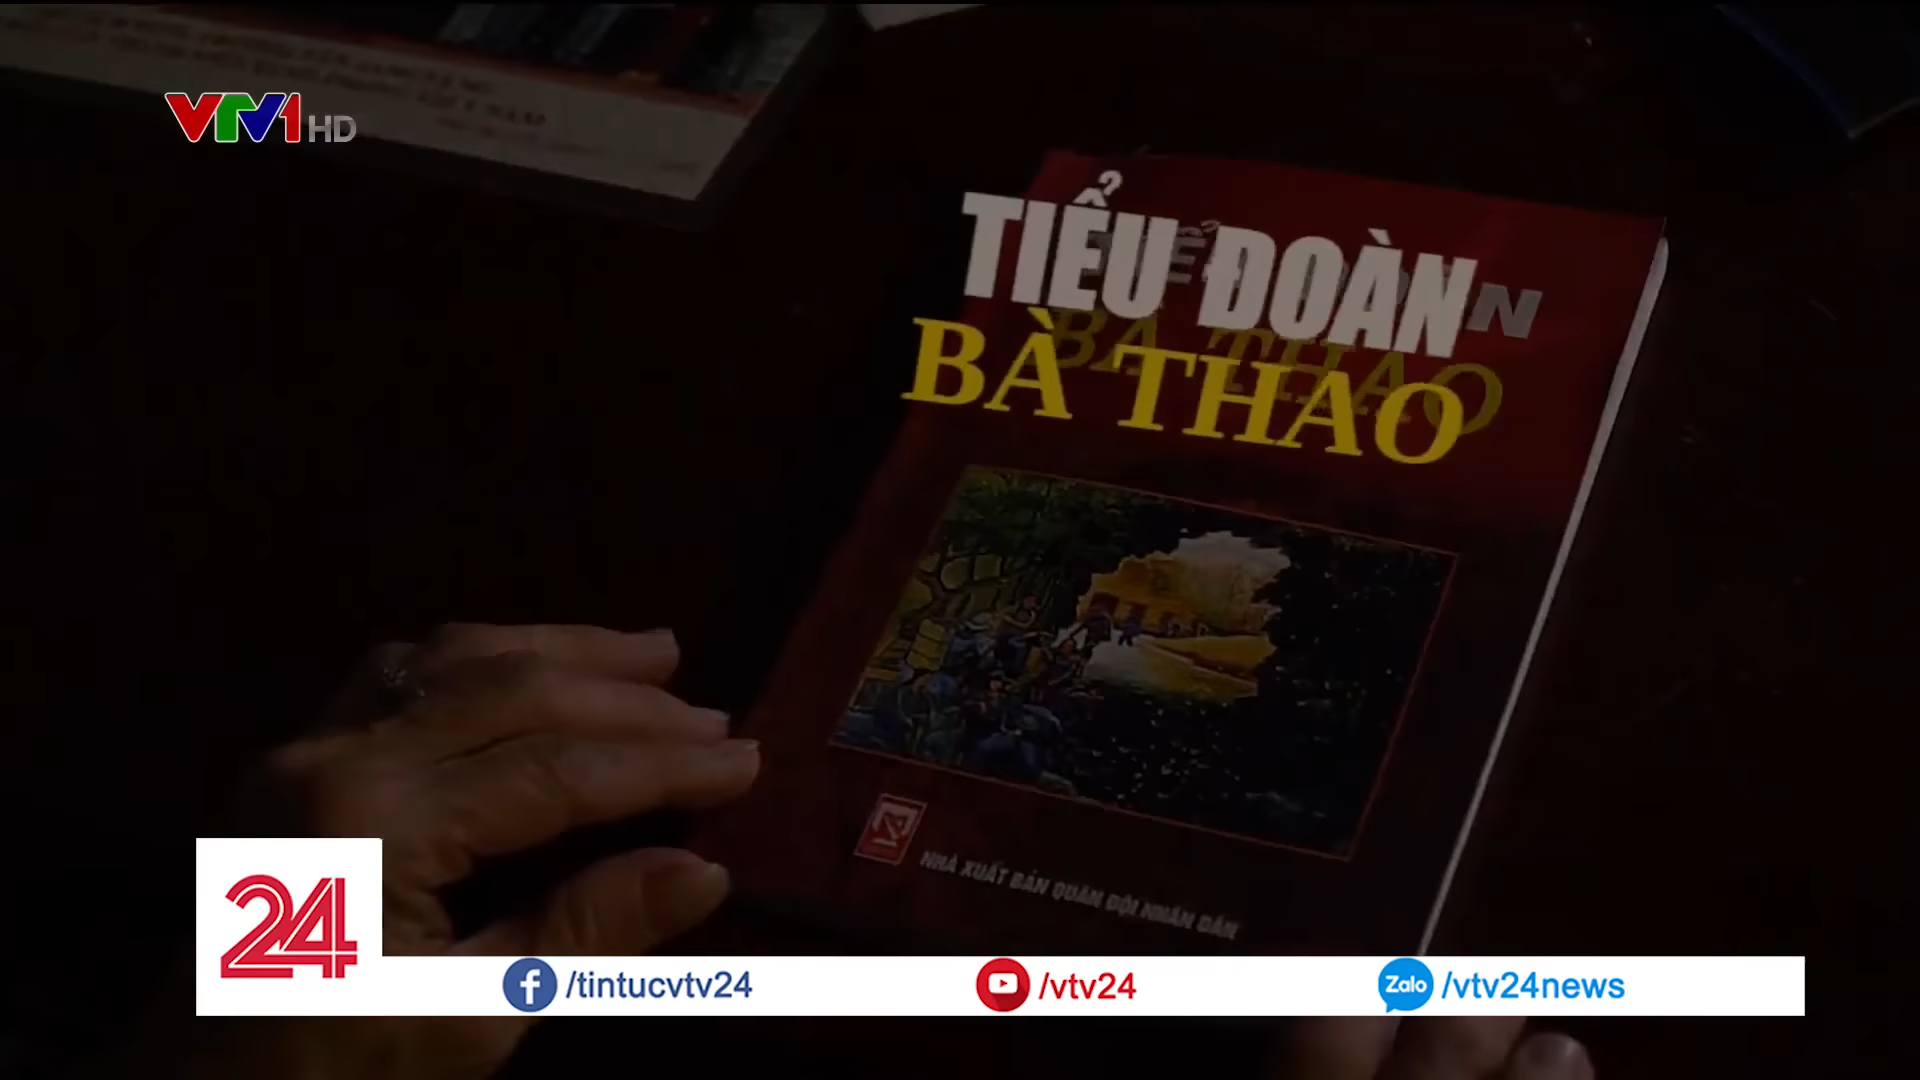 VTV1 HD
TIỂU ĐOÀN
BÀ THAO
NHÀ XUẤT BẢN QUÂN ĐỘI NHÂN DÂN
24
/tintucvtv24
/vtv24
Zalo /vtv24news